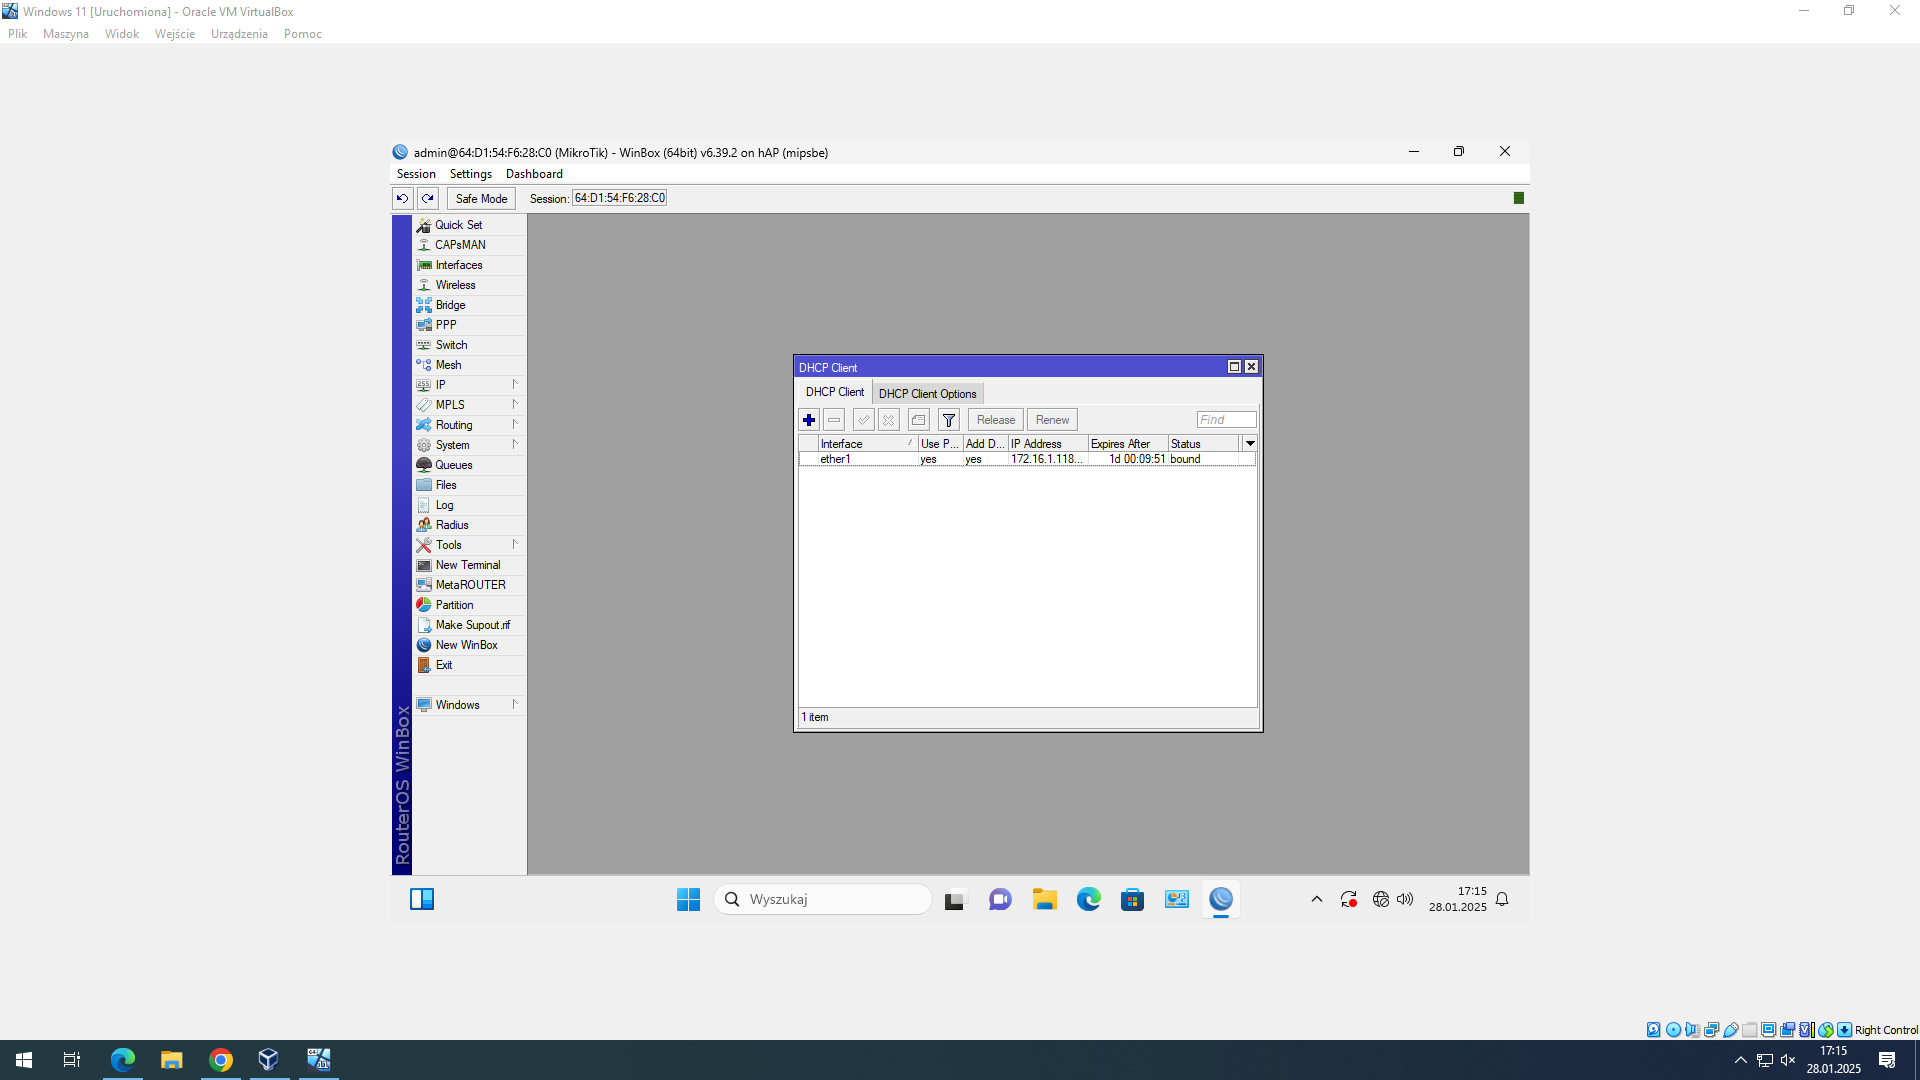 Windows 11 [Uruchomiona] - Oracle VM VirtualBox
Plik Maszyna Widok Wejście Urządzenia Pomoc
admin@64:D1:54:F6:28:C0 (MikroTik) - WinBox (64bit) v6.39.2 on hAP (mipsbe)
Session Settings Dashboard
Safe Mode Session: 64:D1:54:F6:28:C0
Quick Set
CAPsMAN
Interfaces
Wireless
Bridge
PPP
Switch
Mesh
IP
MPLS
Routing
System
Queues
Files
Log
Radius
Tools
New Terminal
MetaROUTER
Partition
Make Supout.rif
New WinBox
Exit
Windows
RouterOS WinBox
DHCP Client
DHCP Client DHCP Client Options
Release Renew Find
Interface Use P... Add D... IP Address Expires After Status
ether1 yes yes 172.16.1.118... 1d 00:09:51 bound
1 item
Wyszukaj
17:15
28.01.2025
Right Control
17:15
28.01.2025